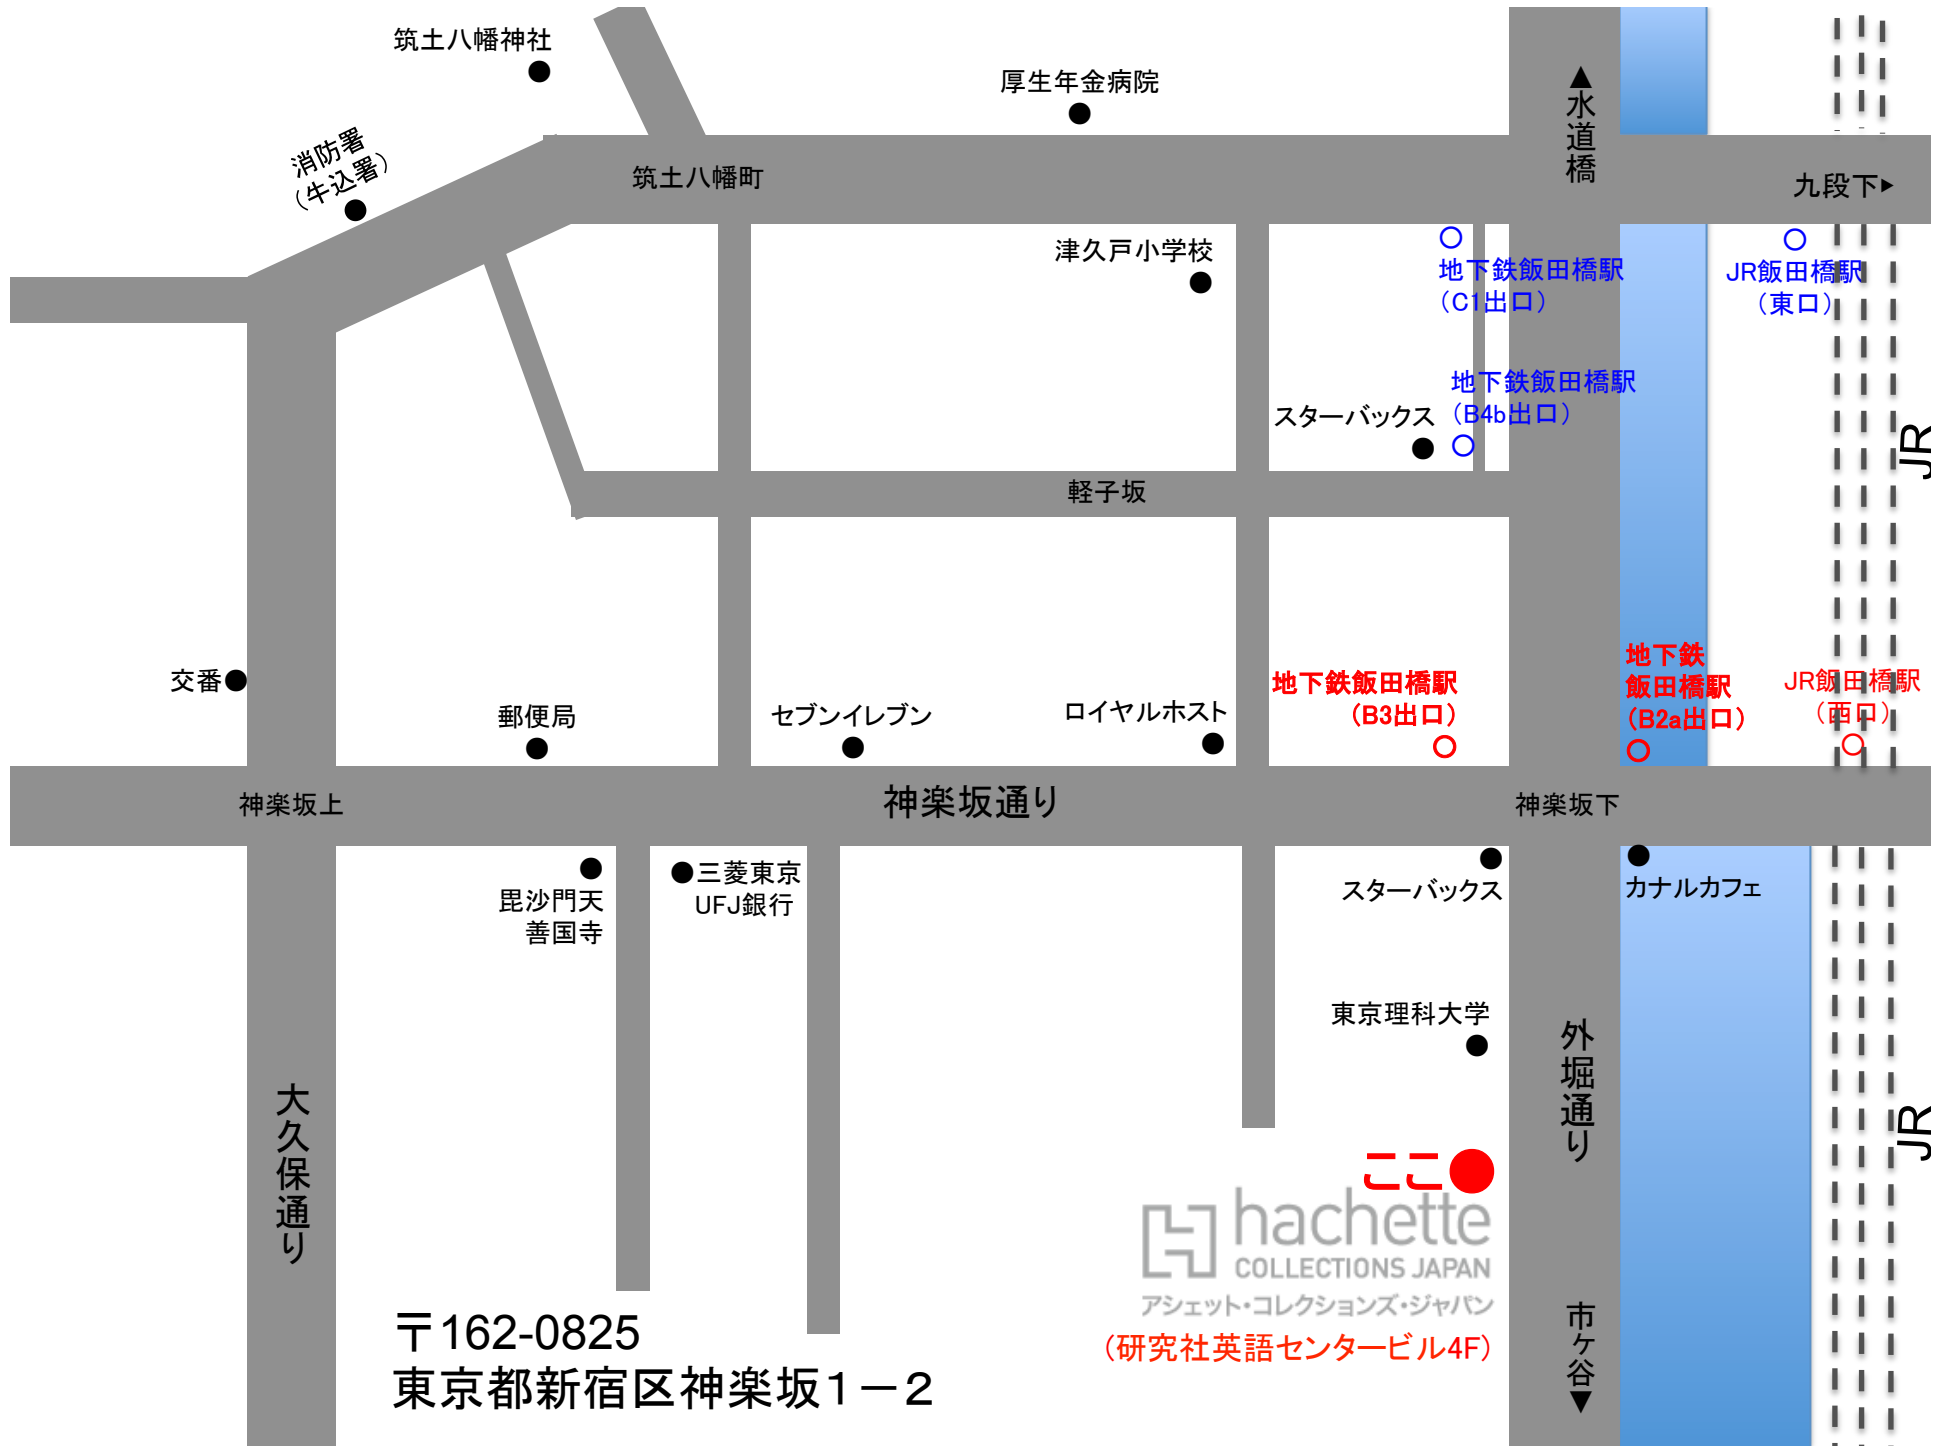 筑土八幡神社
厚生年金病院
▲水道橋
消防署
（牛込署）
筑土八幡町
九段下▶
津久戸小学校
地下鉄飯田橋駅
（C1出口）
JR飯田橋駅
（東口）
地下鉄飯田橋駅
（B4b出口）
スターバックス
JR
軽子坂
交番
郵便局
セブンイレブン
ロイヤルホスト
地下鉄飯田橋駅
（B3出口）
地下鉄
飯田橋駅
（B2a出口）
JR飯田橋駅
（西口）
神楽坂上
神楽坂通り
神楽坂下
毘沙門天
善国寺
三菱東京
UFJ銀行
スターバックス
カナルカフェ
東京理科大学
外堀通り
大久保通り
JR
ここ
hachette
COLLECTIONS JAPAN
アシェット・コレクションズ・ジャパン
（研究社英語センタービル4F）
市ヶ谷▼
〒162-0825
東京都新宿区神楽坂１－２